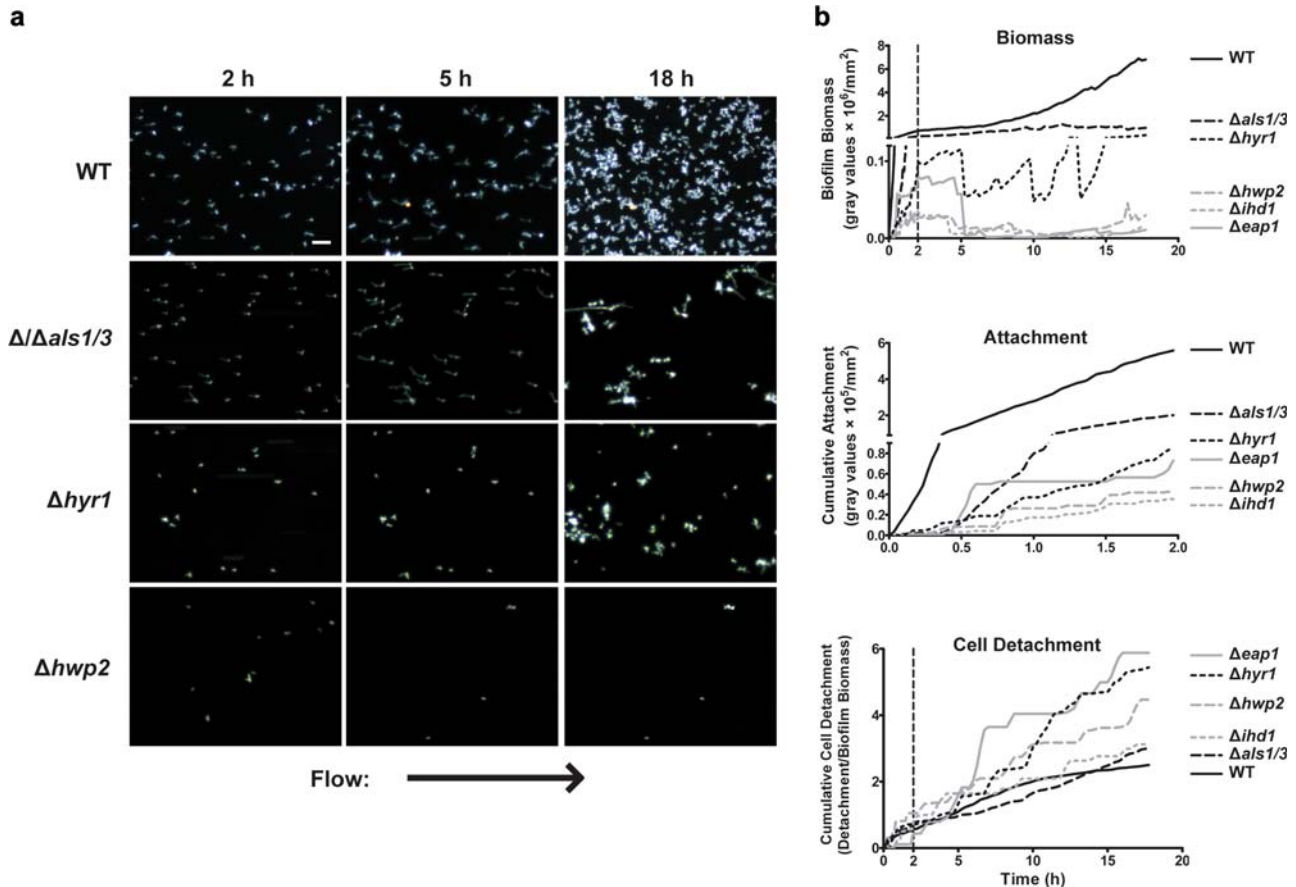 a
2 h 5 h 18 h
WT
Δ/Δals1/3
Δhyr1
Δhwp2
Flow:
b
Biomass
Biofilm Biomass
(gray values × 10⁶/mm²)
8
6
4
2
0.1
0.0
0 2 5 10 15 20
WT
Δals1/3
Δhyr1
Δhwp2
Δihd1
Δeap1
Attachment
Cumulative Attachment
(gray values × 10⁵/mm²)
6
4
2
0.8
0.6
0.4
0.2
0.0
0.0 0.5 1.0 1.5 2.0
WT
Δals1/3
Δhyr1
Δeap1
Δhwp2
Δihd1
Cell Detachment
Cumulative Cell Detachment
(Detachment/Biofilm Biomass)
6
4
2
0
0 2 5 10 15 20
Time (h)
Δeap1
Δhyr1
Δhwp2
Δihd1
Δals1/3
WT